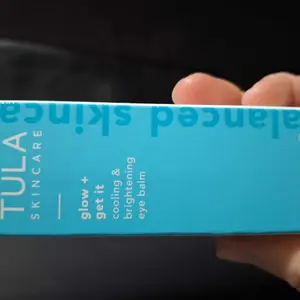 TULA
SKINCARE
glow +
get it
cooling &
brightening
eye balm
alanced skinca